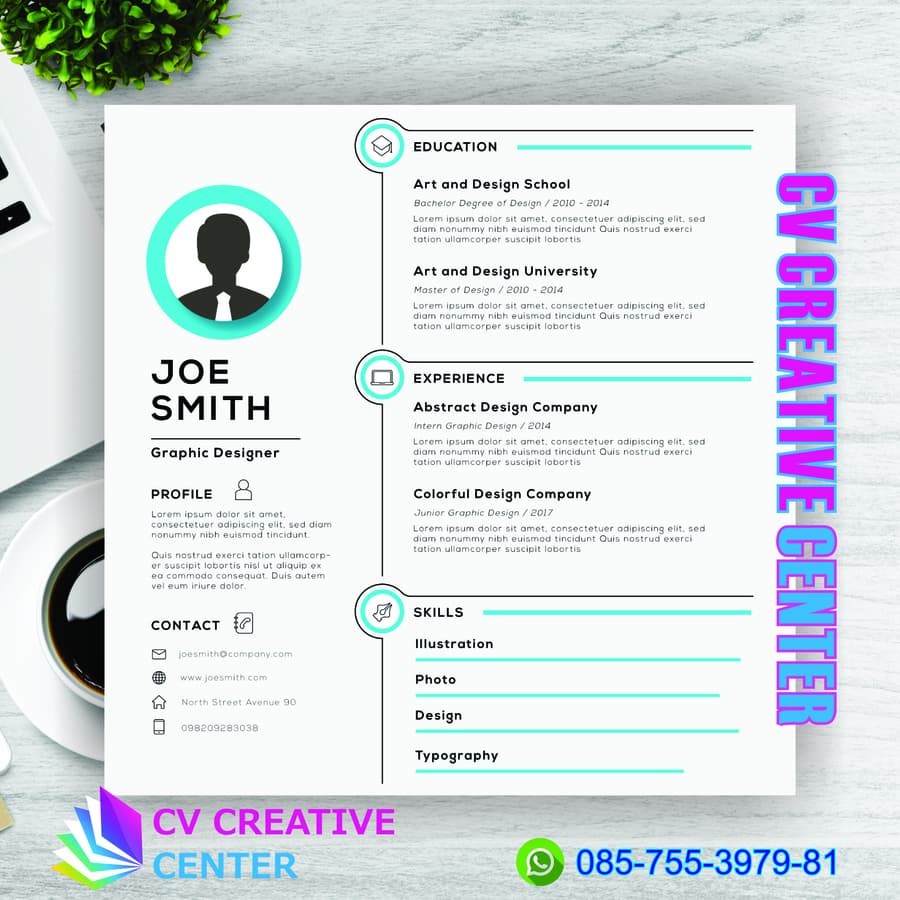 JOE
SMITH
Graphic Designer
PROFILE
Lorem ipsum dolor sit amet,
consectetuer adipiscing elit, sed diam
nonummy nibh euismod tincidunt.
Quis nostrud exerci tation ullamcorp-
er suscipit lobortis nisl ut aliquip ex
ea commodo consequat. Duis autem
vel eum iriure dolor.
CONTACT
joesmith@company.com
www.joesmith.com
North Street Avenue 90
098209283038
EDUCATION
Art and Design School
Bachelor Degree of Design / 2010 - 2014
Lorem ipsum dolor sit amet, consectetuer adipiscing elit, sed
diam nonummy nibh euismod tincidunt Quis nostrud exerci
tation ullamcorper suscipit lobortis
Art and Design University
Master of Design / 2010 - 2014
Lorem ipsum dolor sit amet, consectetuer adipiscing elit, sed
diam nonummy nibh euismod tincidunt Quis nostrud exerci
tation ullamcorper suscipit lobortis
EXPERIENCE
Abstract Design Company
Intern Graphic Design / 2014
Lorem ipsum dolor sit amet, consectetuer adipiscing elit, sed
diam nonummy nibh euismod tincidunt Quis nostrud exerci
tation ullamcorper suscipit lobortis
Colorful Design Company
Junior Graphic Design / 2017
Lorem ipsum dolor sit amet, consectetuer adipiscing elit, sed
diam nonummy nibh euismod tincidunt Quis nostrud exerci
tation ullamcorper suscipit lobortis
SKILLS
Illustration
Photo
Design
Typography
CV CREATIVE CENTER
CV CREATIVE
CENTER
085-755-3979-81